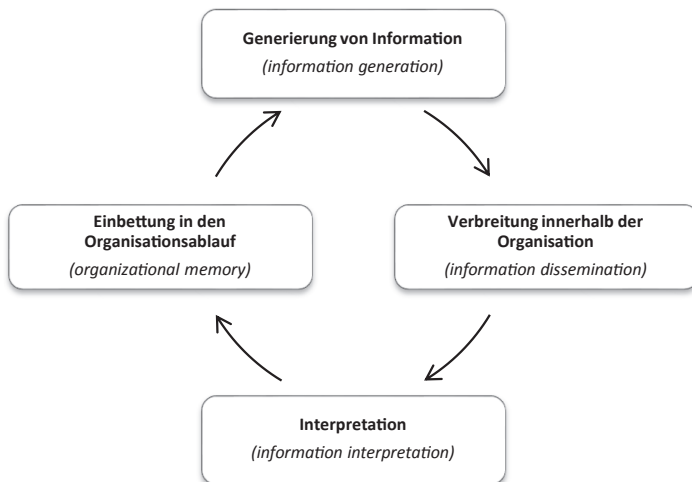 Generierung von Information
(information generation)
Einbettung in den
Organisationsablauf
(organizational memory)
Verbreitung innerhalb der
Organisation
(information dissemination)
Interpretation
(information interpretation)